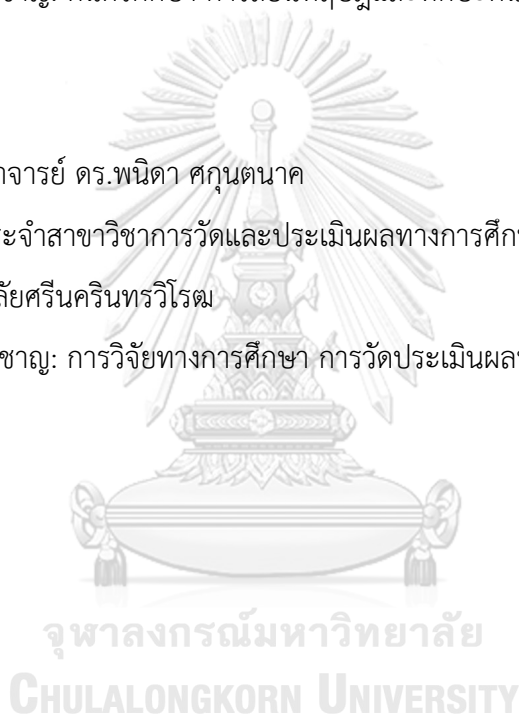 าจารย์ ดร.พนิดา ศกุนตนาค
ระจำสาขาวิชาการวัดและประเมินผลทางการศึก
ลัยศรีนครินทรวิโรฒ
ชาญ: การวิจัยทางการศึกษา การวัดประเมินผล
จุฬาลงกรณ์มหาวิทยาลัย
CHULALONGKORN UNIVERSITY